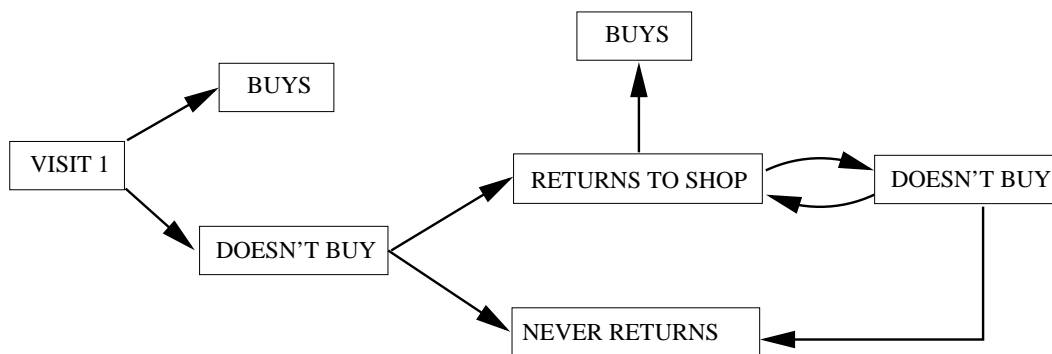 BUYS
BUYS
VISIT 1
RETURNS TO SHOP
DOESN'T BUY
DOESN'T BUY
NEVER RETURNS